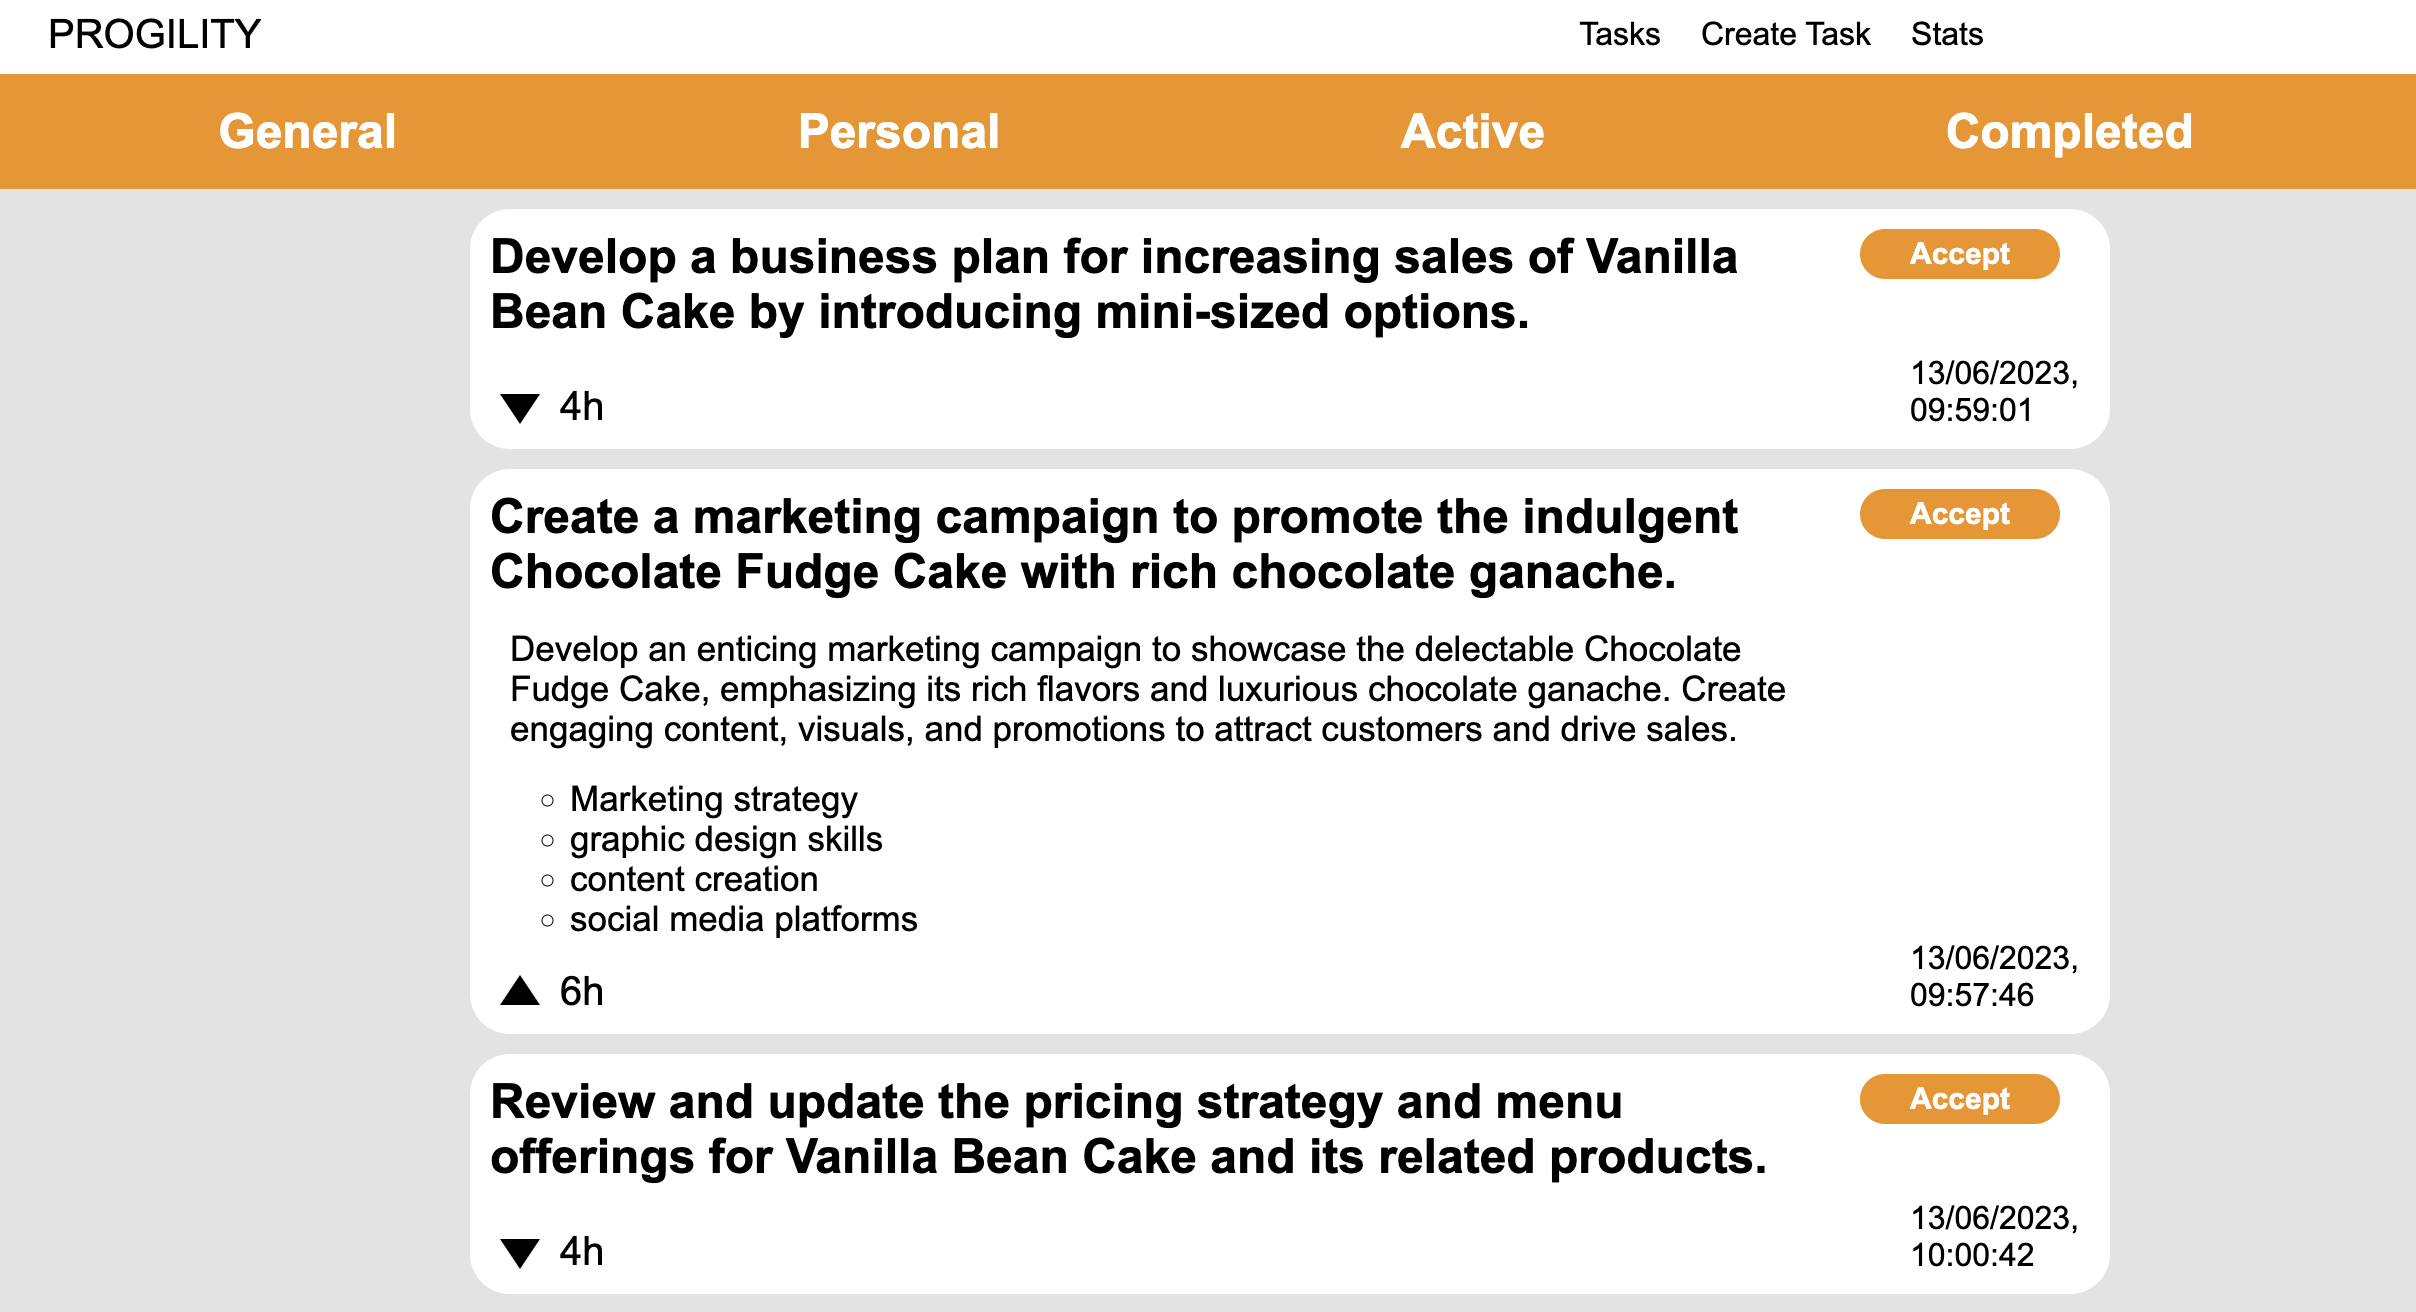 PROGILITY
Tasks Create Task Stats
General Personal Active Completed
Develop a business plan for increasing sales of Vanilla
Bean Cake by introducing mini-sized options.
Accept
4h
13/06/2023,
09:59:01
Create a marketing campaign to promote the indulgent
Chocolate Fudge Cake with rich chocolate ganache.
Accept
Develop an enticing marketing campaign to showcase the delectable Chocolate
Fudge Cake, emphasizing its rich flavors and luxurious chocolate ganache. Create
engaging content, visuals, and promotions to attract customers and drive sales.
Marketing strategy
graphic design skills
content creation
social media platforms
6h
13/06/2023,
09:57:46
Review and update the pricing strategy and menu
offerings for Vanilla Bean Cake and its related products.
Accept
4h
13/06/2023,
10:00:42